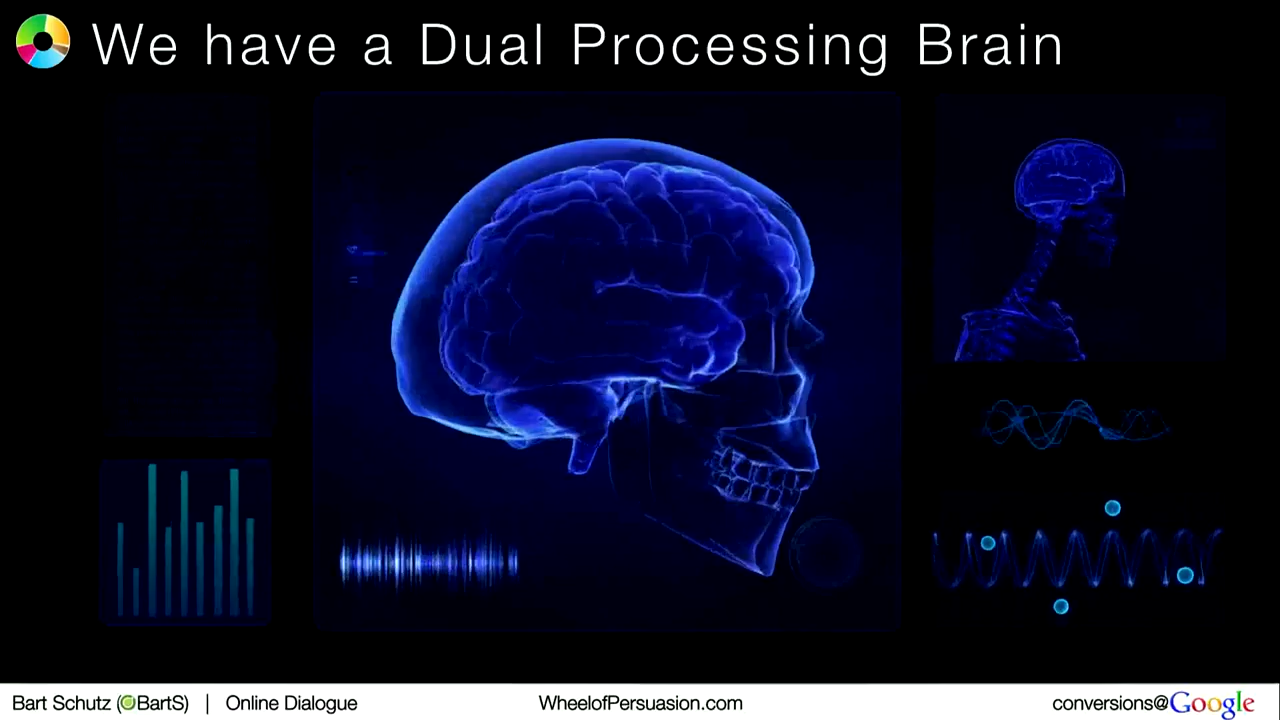 We have a Dual Processing Brain
Bart Schutz (@BartS) | Online Dialogue
WheelofPersuasion.com
conversions@Google